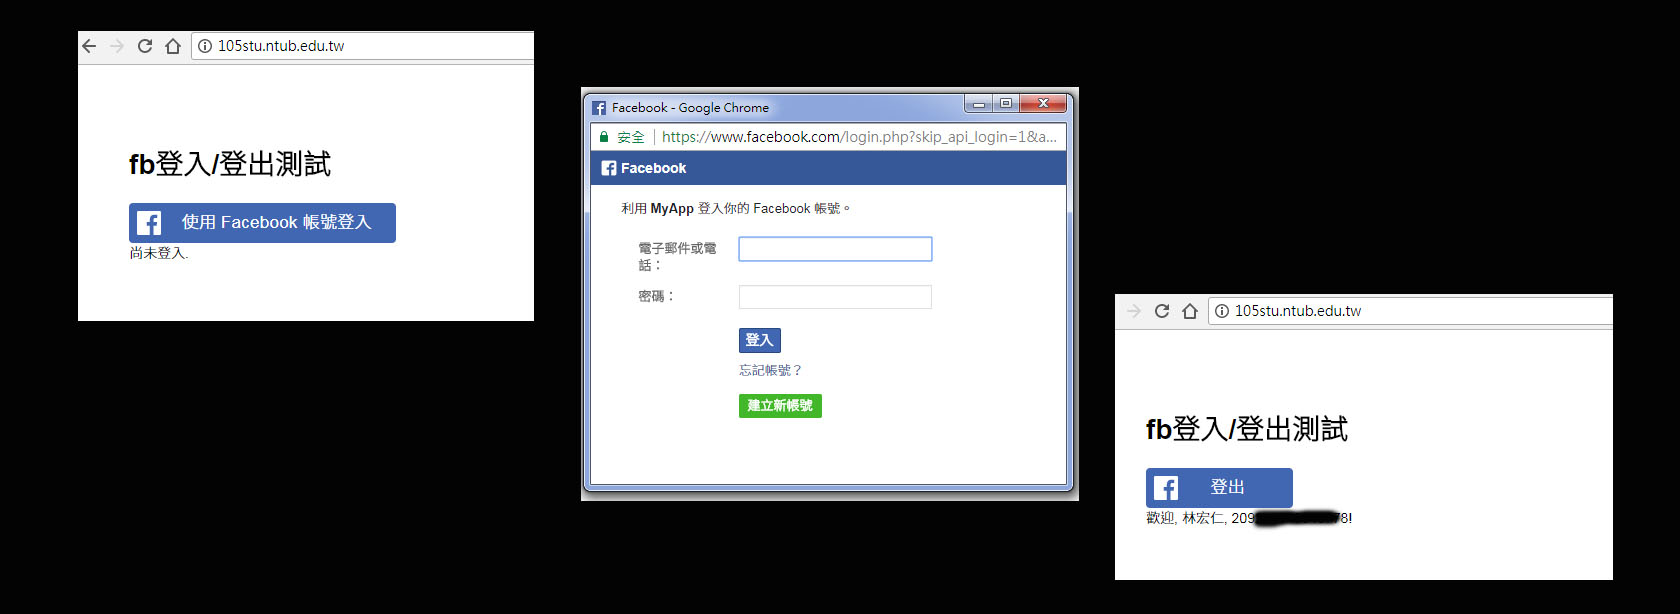 105stu.ntub.edu.tw
fb登入/登出測試
使用 Facebook 帳號登入
尚未登入.
Facebook - Google Chrome
安全 https://www.facebook.com/login.php?skip_api_login=1&a...
Facebook
利用 MyApp 登入你的 Facebook 帳號。
電子郵件或電
話：
密碼：
登入
忘記帳號？
建立新帳號
105stu.ntub.edu.tw
fb登入/登出測試
登出
歡迎, 林宏仁, 209 8!